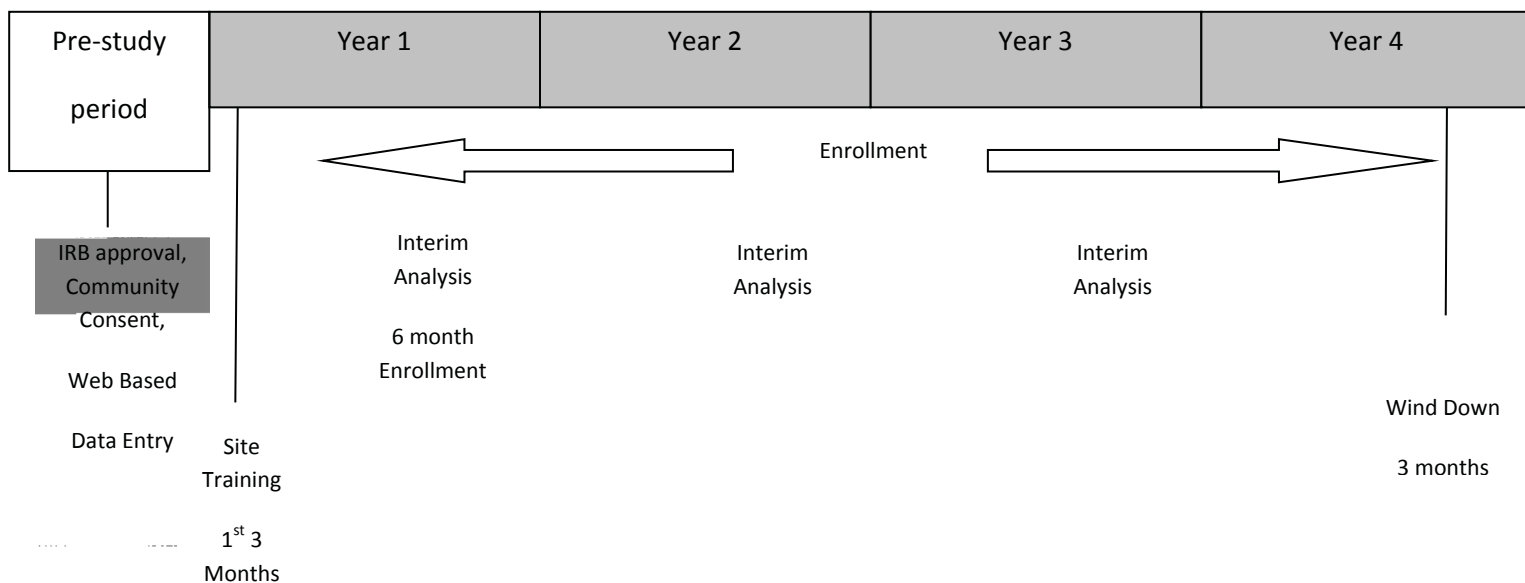 Pre-study
period
Year 1
Year 2
Year 3
Year 4
Enrollment
IRB approval,
Community
Consent,
Web Based
Data Entry
Site
Training
1st 3
Months
Interim
Analysis
6 month
Enrollment
Interim
Analysis
Interim
Analysis
Wind Down
3 months